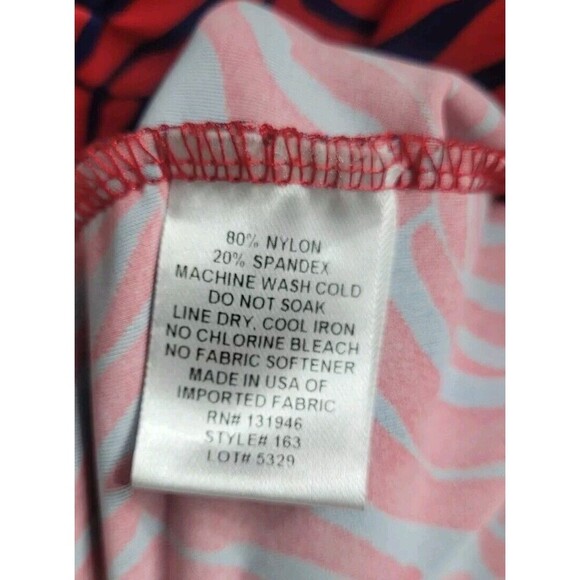 80% NYLON
20% SPANDEX
MACHINE WASH COLD
DO NOT SOAK
LINE DRY, COOL IRON
NO CHLORINE BLEACH
NO FABRIC SOFTENER
MADE IN USA OF
IMPORTED FABRIC
RN# 131946
STYLE# 163
LOT# 5329